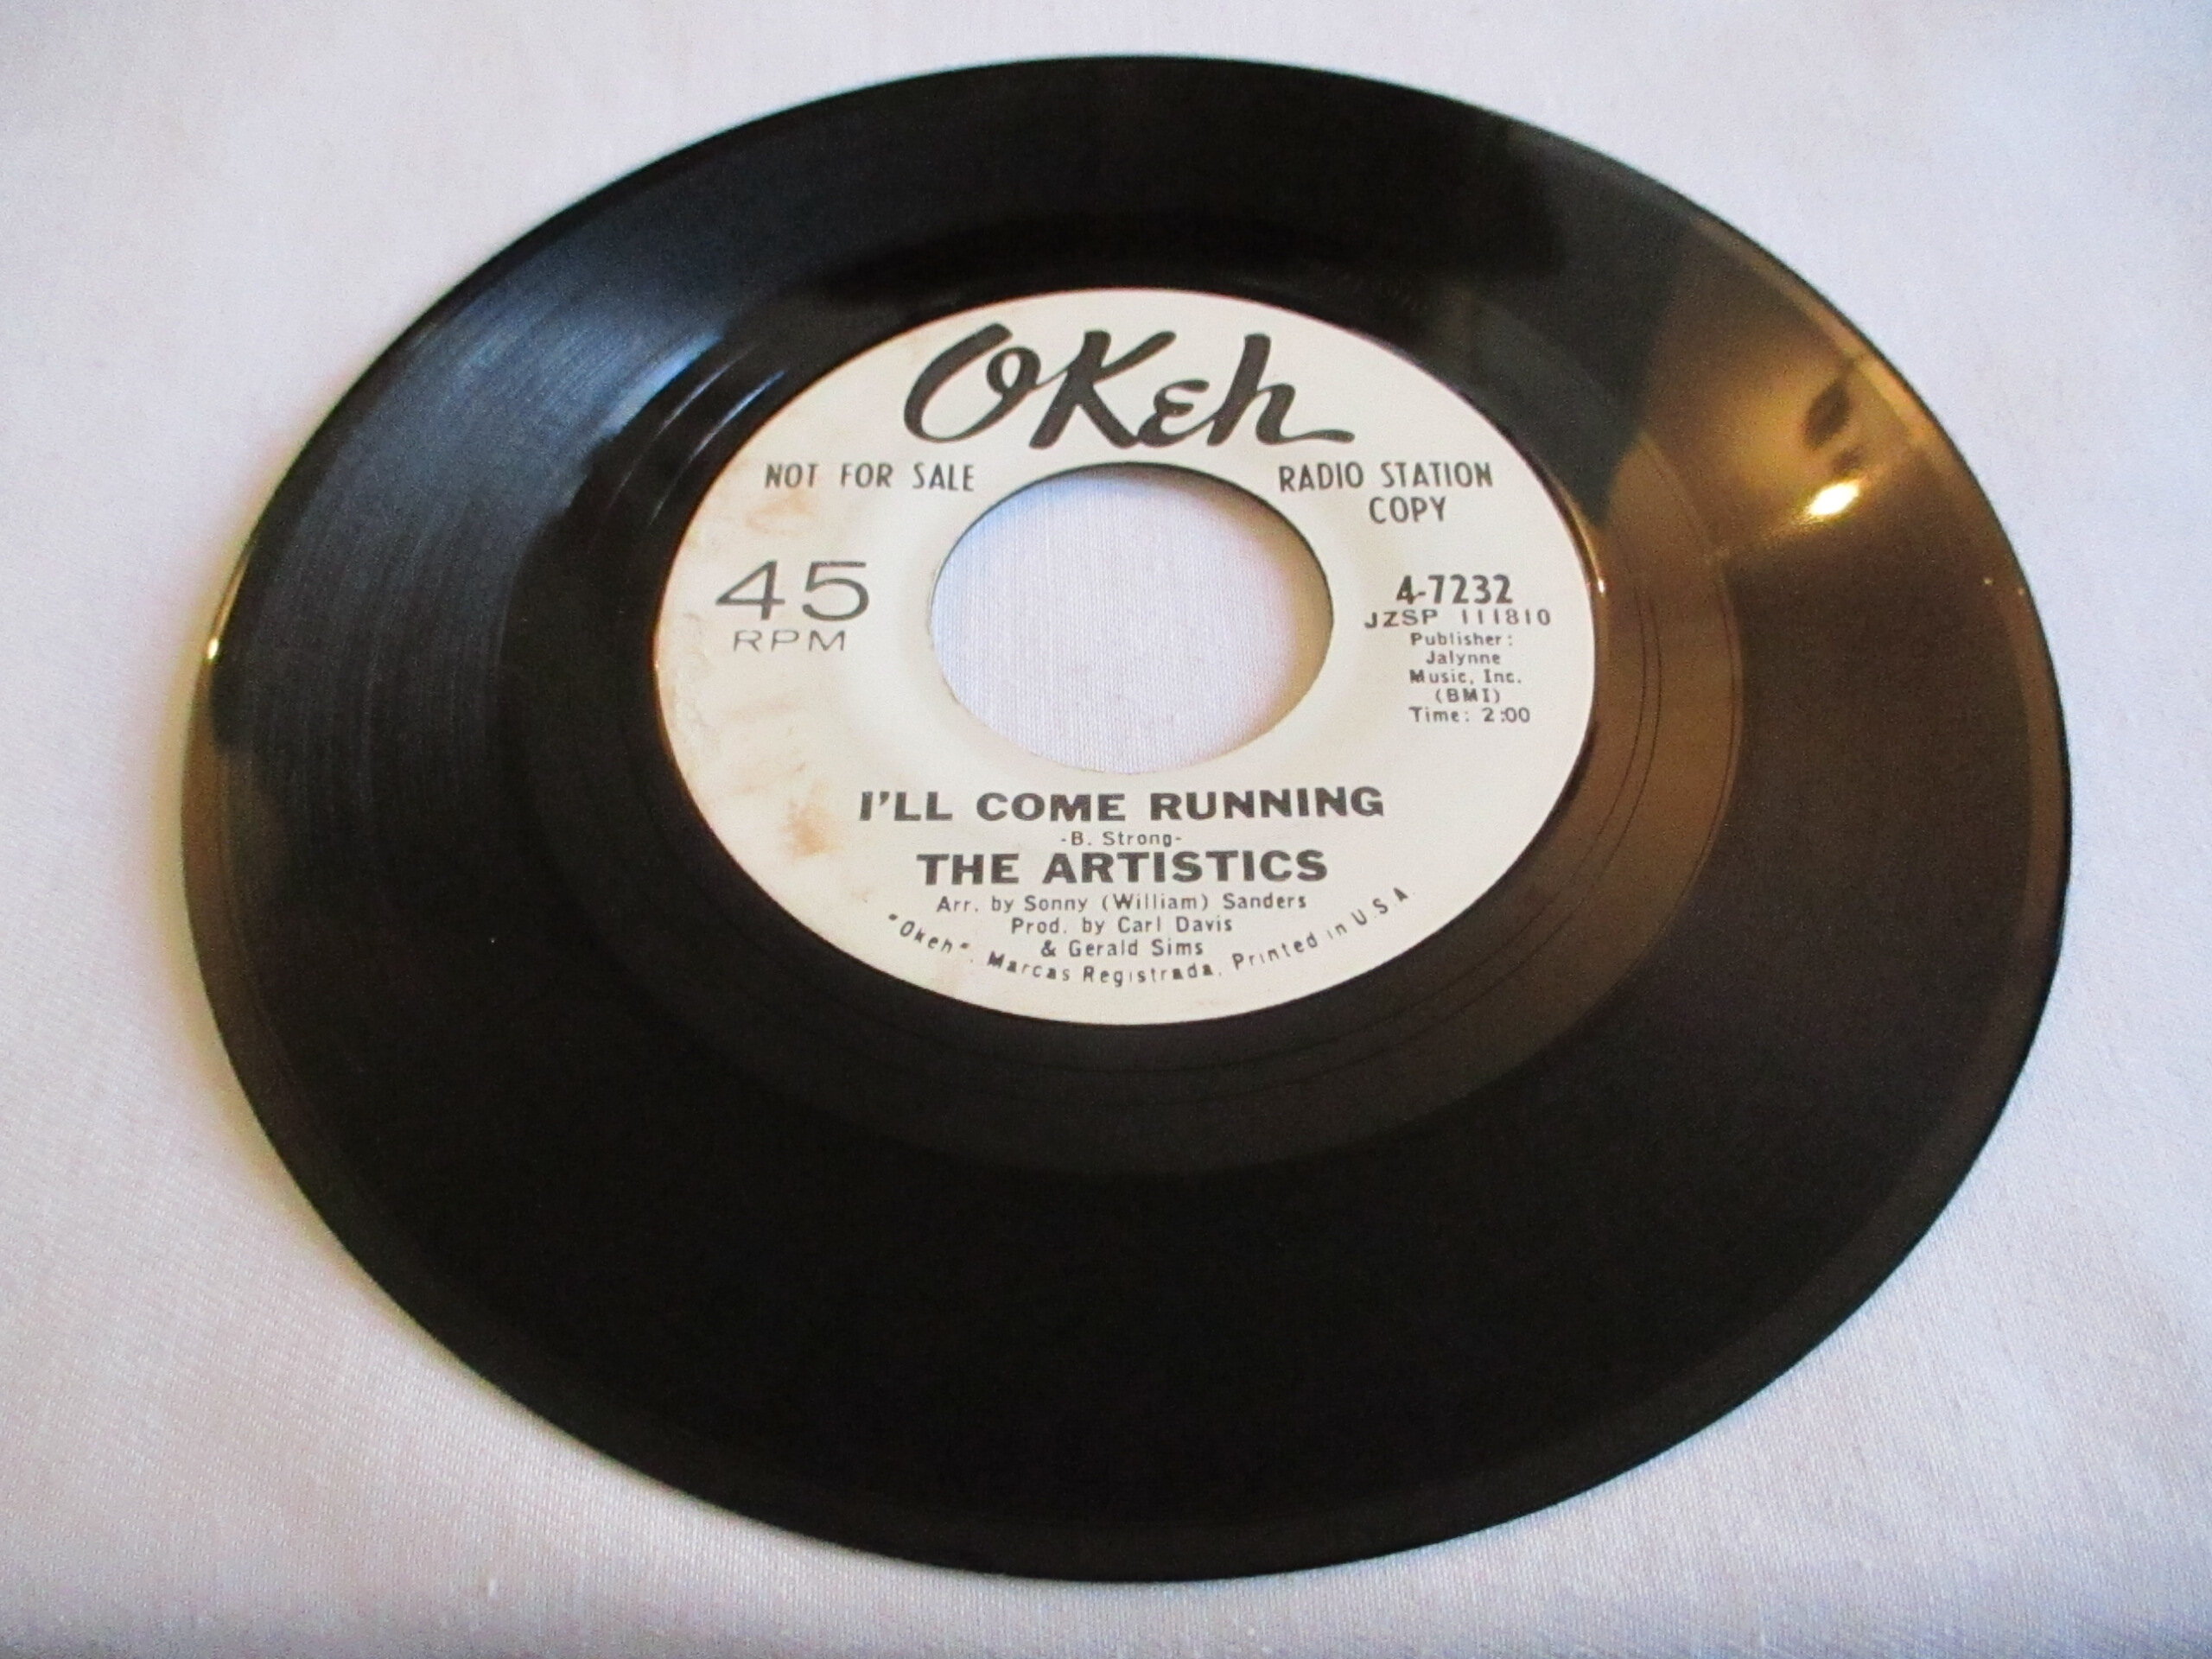 OKeh
NOT FOR SALE
RADIO STATION
COPY
45
RPM
4-7232
JZSP 111810
Publisher:
Jalynne
Music, Inc.
(BMI)
Time: 2:00
I'LL COME RUNNING
-B. Strong-
THE ARTISTICS
Arr. by Sonny (William) Sanders
Prod. by Carl Davis
& Gerald Sims
"Okeh". Marcas Registrada. Printed in U.S.A.